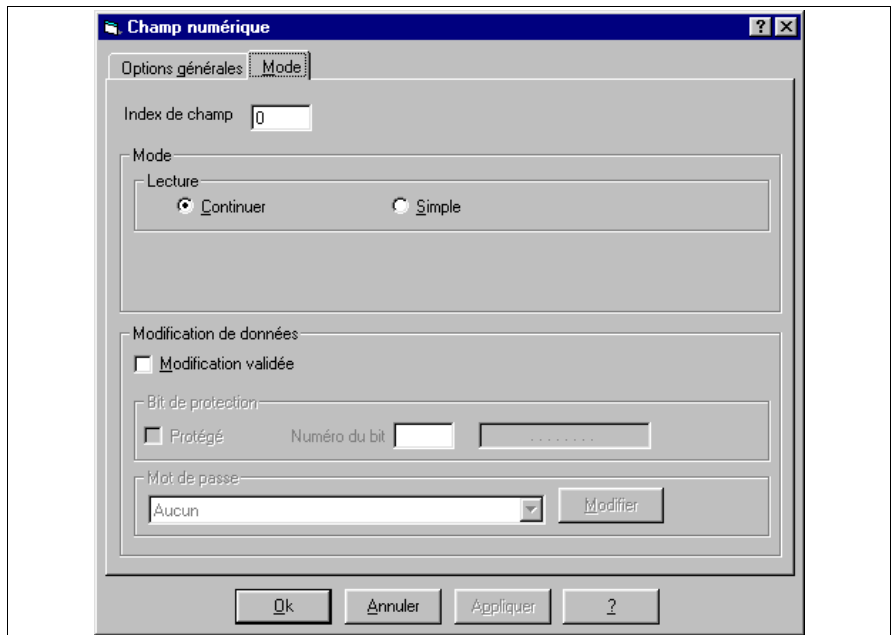 Champ numérique
Options générales Mode
Index de champ 0
Mode
Lecture
Continuer Simple
Modification de données
Modification validée
Bit de protection
Protégé Numéro du bit ........
Mot de passe
Aucun Modifier
Ok Annuler Appliquer ?